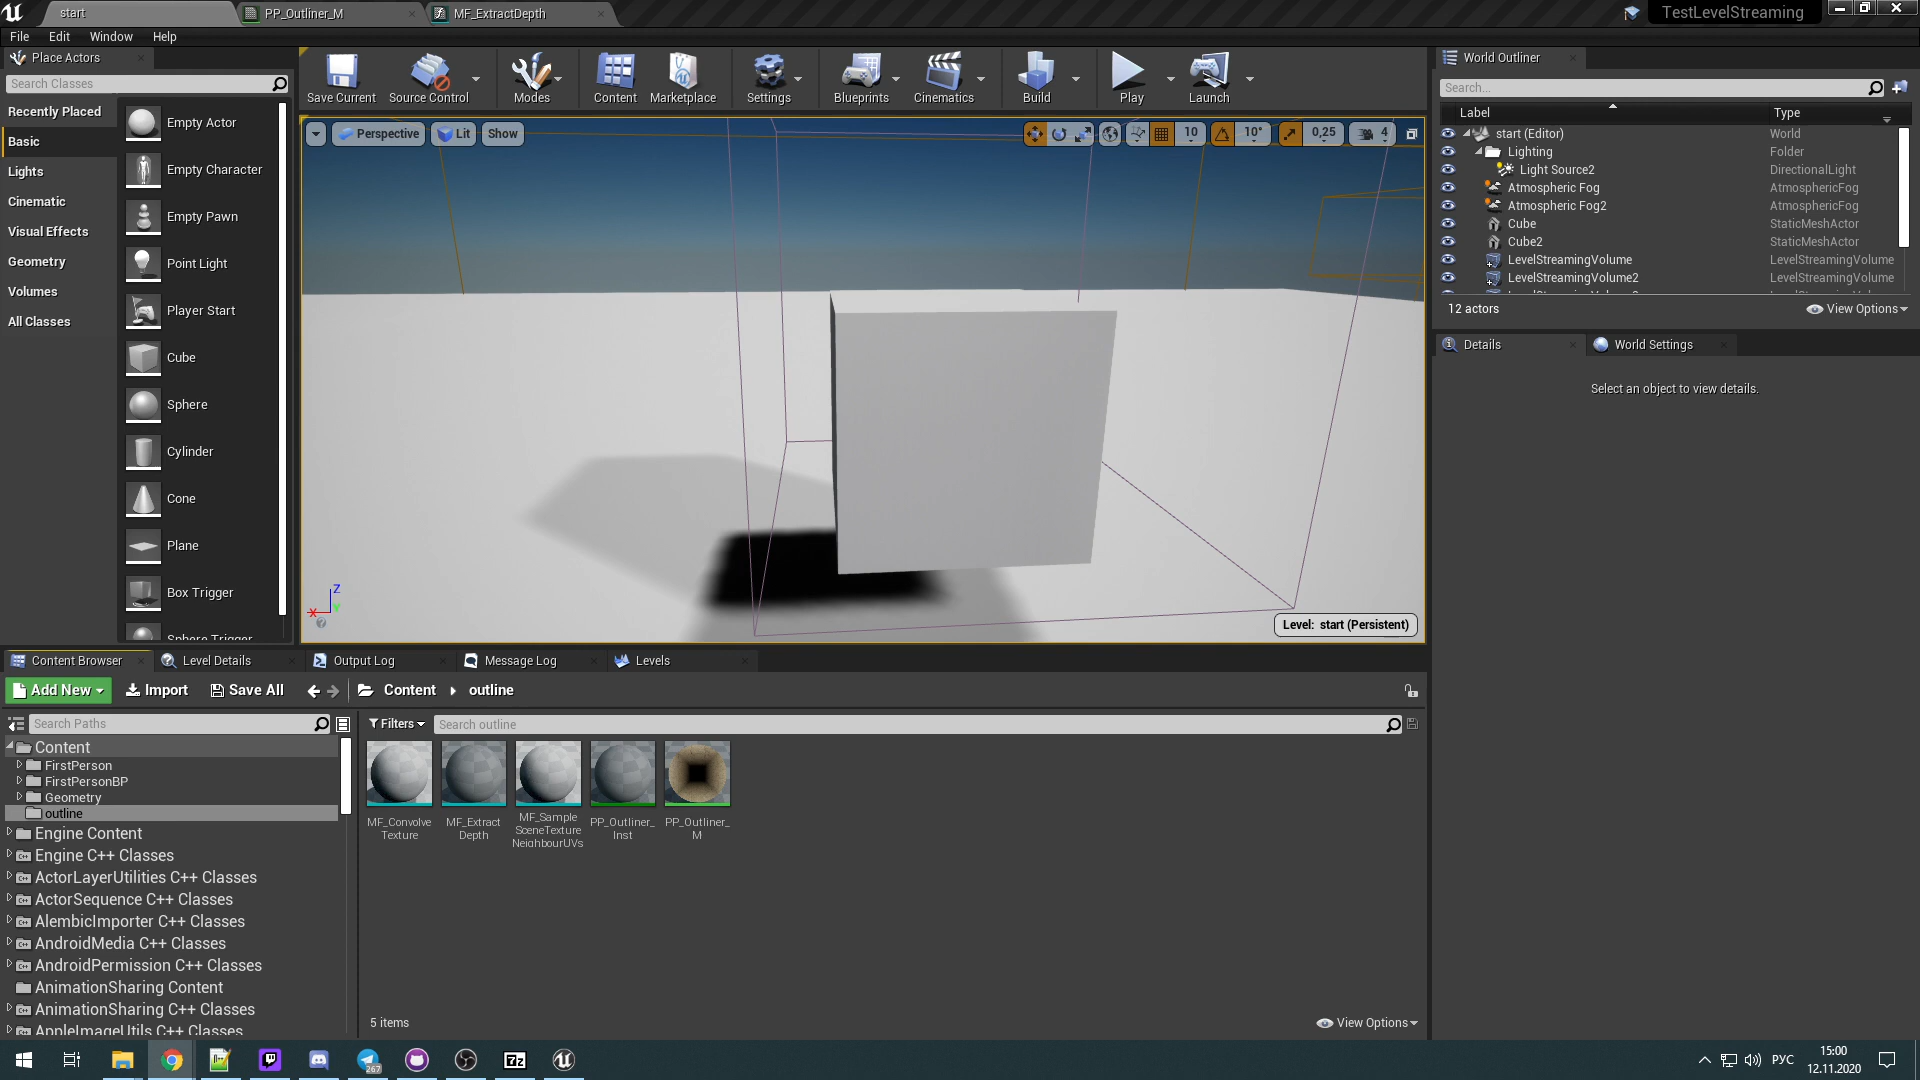 start
PP_Outliner_M
MF_ExtractDepth
TestLevelStreaming
File Edit Window Help
Place Actors
Search Classes
Recently Placed
Basic
Lights
Cinematic
Visual Effects
Geometry
Volumes
All Classes
Empty Actor
Empty Character
Empty Pawn
Point Light
Player Start
Cube
Sphere
Cylinder
Cone
Plane
Box Trigger
Sphere Trigger
Save Current
Source Control
Modes
Content
Marketplace
Settings
Blueprints
Cinematics
Build
Play
Launch
Perspective
Lit
Show
10
10°
0,25
4
Z
X
Y
Level: start (Persistent)
World Outliner
Search...
Label Type
start (Editor) World
Lighting Folder
Light Source2 DirectionalLight
Atmospheric Fog AtmosphericFog
Atmospheric Fog2 AtmosphericFog
Cube StaticMeshActor
Cube2 StaticMeshActor
LevelStreamingVolume LevelStreamingVolume
LevelStreamingVolume2 LevelStreamingVolume
12 actors
View Options
Details
World Settings
Select an object to view details.
Content Browser
Level Details
Output Log
Message Log
Levels
Add New
Import
Save All
Content
outline
Search Paths
Filters
Search outline
Content
FirstPerson
FirstPersonBP
Geometry
outline
Engine Content
Engine C++ Classes
ActorLayerUtilities C++ Classes
ActorSequence C++ Classes
AlembicImporter C++ Classes
AndroidMedia C++ Classes
AndroidPermission C++ Classes
AnimationSharing Content
AnimationSharing C++ Classes
AppleImageUtils C++ Classes
MF_Convolve
Texture
MF_Extract
Depth
MF_Sample
SceneTexture
NeighbourUVs
PP_Outliner_
Inst
PP_Outliner_
M
5 items
View Options
267
7z
РУС
15:00
12.11.2020